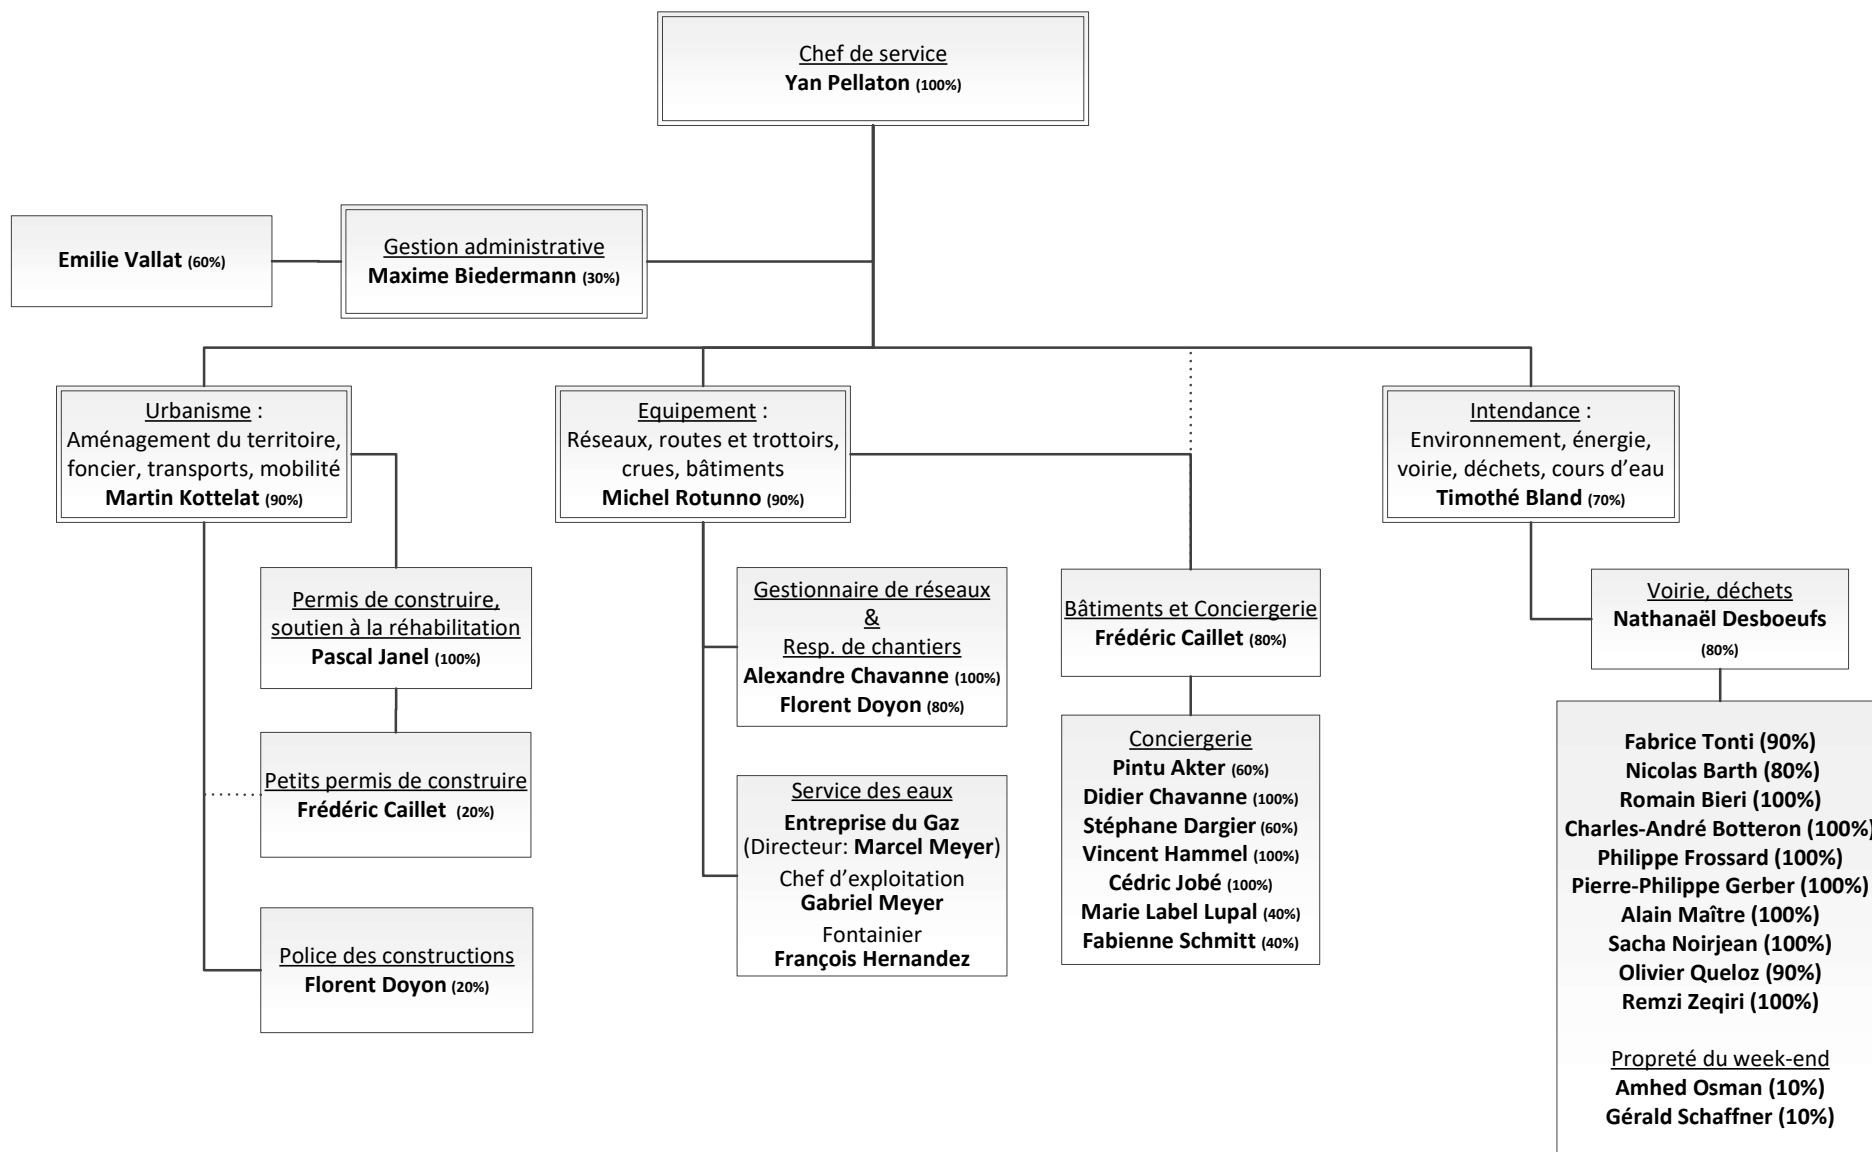 Chef de service
Yan Pellaton (100%)
Emilie Vallat (60%)
Gestion administrative
Maxime Biedermann (30%)
Urbanisme :
Aménagement du territoire,
foncier, transports, mobilité
Martin Kottelat (90%)
Equipement :
Réseaux, routes et trottoirs,
crues, bâtiments
Michel Rotunno (90%)
Intendance :
Environnement, énergie,
voirie, déchets, cours d’eau
Timothé Bland (70%)
Permis de construire,
soutien à la réhabilitation
Pascal Janel (100%)
Petits permis de construire
Frédéric Caillet (20%)
Police des constructions
Florent Doyon (20%)
Gestionnaire de réseaux
&
Resp. de chantiers
Alexandre Chavanne (100%)
Florent Doyon (80%)
Service des eaux
Entreprise du Gaz
(Directeur: Marcel Meyer)
Chef d’exploitation
Gabriel Meyer
Fontainier
François Hernandez
Bâtiments et Conciergerie
Frédéric Caillet (80%)
Conciergerie
Pintu Akter (60%)
Didier Chavanne (100%)
Stéphane Dargier (60%)
Vincent Hammel (100%)
Cédric Jobé (100%)
Marie Label Lupal (40%)
Fabienne Schmitt (40%)
Voirie, déchets
Nathanaël Desboeufs
(80%)
Fabrice Tonti (90%)
Nicolas Barth (80%)
Romain Bieri (100%)
Charles-André Botteron (100%)
Philippe Frossard (100%)
Pierre-Philippe Gerber (100%)
Alain Maître (100%)
Sacha Noirjean (100%)
Olivier Queloz (90%)
Remzi Zeqiri (100%)
Propreté du week-end
Amhed Osman (10%)
Gérald Schaffner (10%)